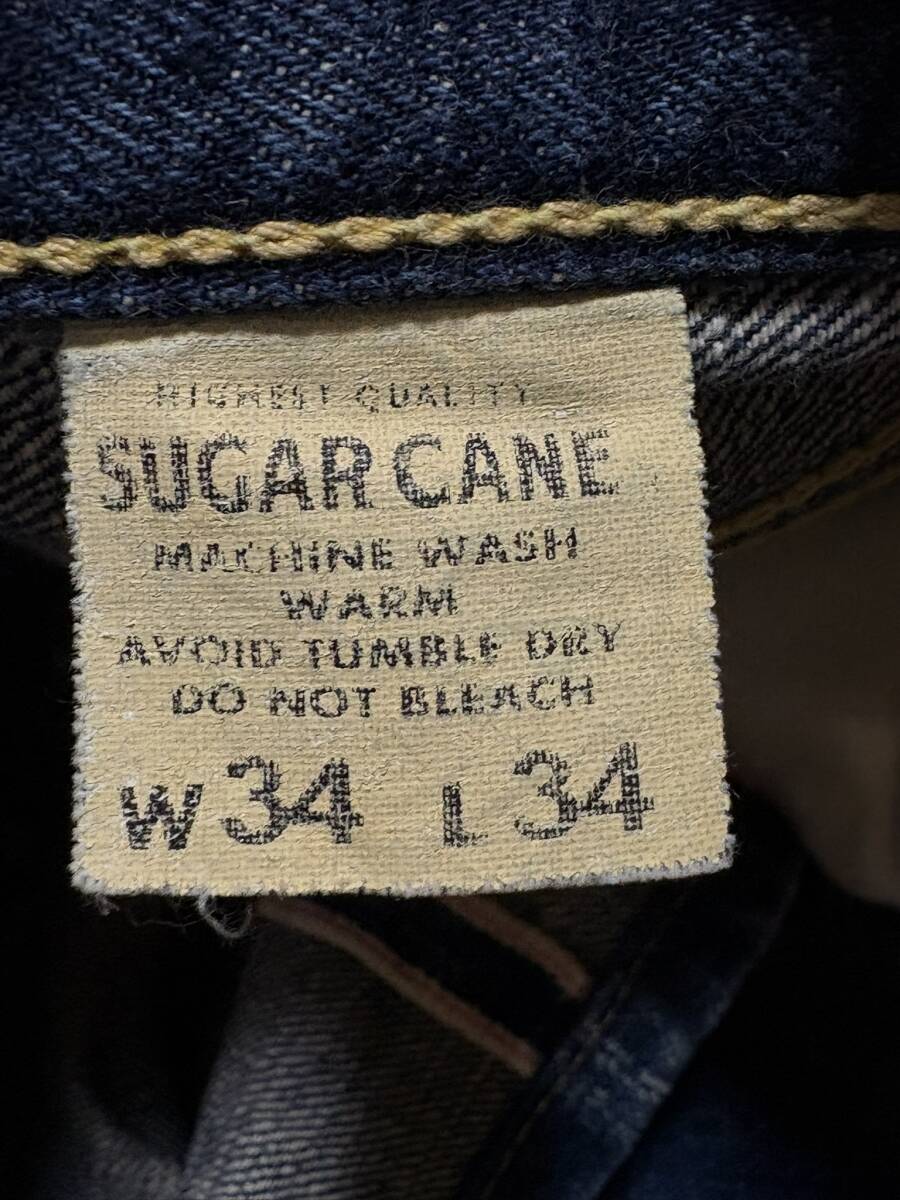 HIGHEST QUALITY
SUGAR CANE
MACHINE WASH
WARM
AVOID TUMBLE DRY
DO NOT BLEACH
W34 L34